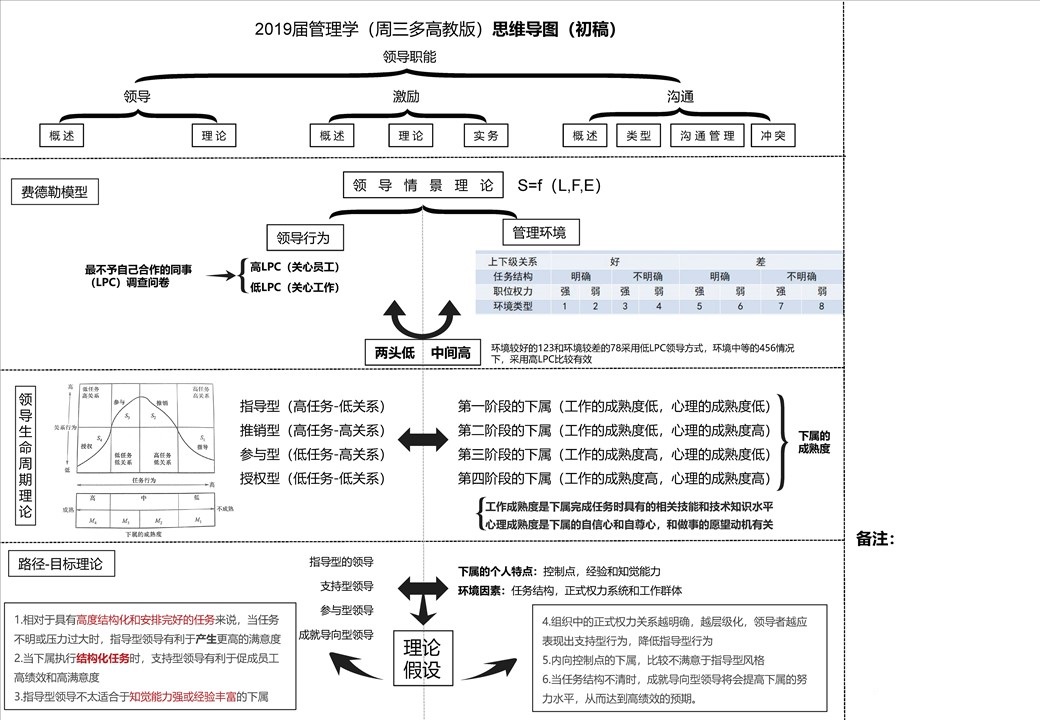 2019届管理学（周三多高教版）思维导图（初稿）
领导职能
领导
激励
沟通
概述
理论
概述
理论
实务
概述
类型
沟通管理
冲突
费德勒模型
领导情景理论
S=f（L,F,E）
领导行为
管理环境
最不予自己合作的同事
（LPC）调查问卷
高LPC（关心员工）
低LPC（关心工作）
上下级关系 好 差
任务结构 明确 不明确 明确 不明确
职位权力 强 弱 强 弱 强 弱 强 弱
环境类型 1 2 3 4 5 6 7 8
两头低 中间高
环境较好的123和环境较差的78采用低LPC领导方式，环境中等的456情况
下，采用高LPC比较有效
领导生命周期理论
高
低任务
高关系
高任务
高关系
参与
推销
S3
S2
关系行为
授权
S4
S1
指导
低任务
低关系
高任务
低关系
低
任务行为
高
高 中 低
成熟
不成熟
M4 M3 M2 M1
下属的成熟度
指导型（高任务-低关系）
推销型（高任务-高关系）
参与型（低任务-高关系）
授权型（低任务-低关系）
第一阶段的下属（工作的成熟度低，心理的成熟度低）
第二阶段的下属（工作的成熟度低，心理的成熟度高）
第三阶段的下属（工作的成熟度高，心理的成熟度低）
第四阶段的下属（工作的成熟度高，心理的成熟度高）
下属的
成熟度
工作成熟度是下属完成任务时具有的相关技能和技术知识水平
心理成熟度是下属的自信心和自尊心，和做事的愿望动机有关
备注：
路径-目标理论
指导型的领导
支持型领导
参与型领导
成就导向型领导
下属的个人特点：控制点，经验和知觉能力
环境因素：任务结构，正式权力系统和工作群体
理论
假设
1.相对于具有高度结构化和安排完好的任务来说，当任务
不明或压力过大时，指导型领导有利于产生更高的满意度
2.当下属执行结构化任务时，支持型领导有利于促成员工
高绩效和高满意度
3.指导型领导不太适合于知觉能力强或经验丰富的下属
4.组织中的正式权力关系越明确，越层级化，领导者越应
表现出支持型行为，降低指导型行为
5.内向控制点的下属，比较不满意于指导型风格
6.当任务结构不清时，成就导向型领导将会提高下属的努
力水平，从而达到高绩效的预期。